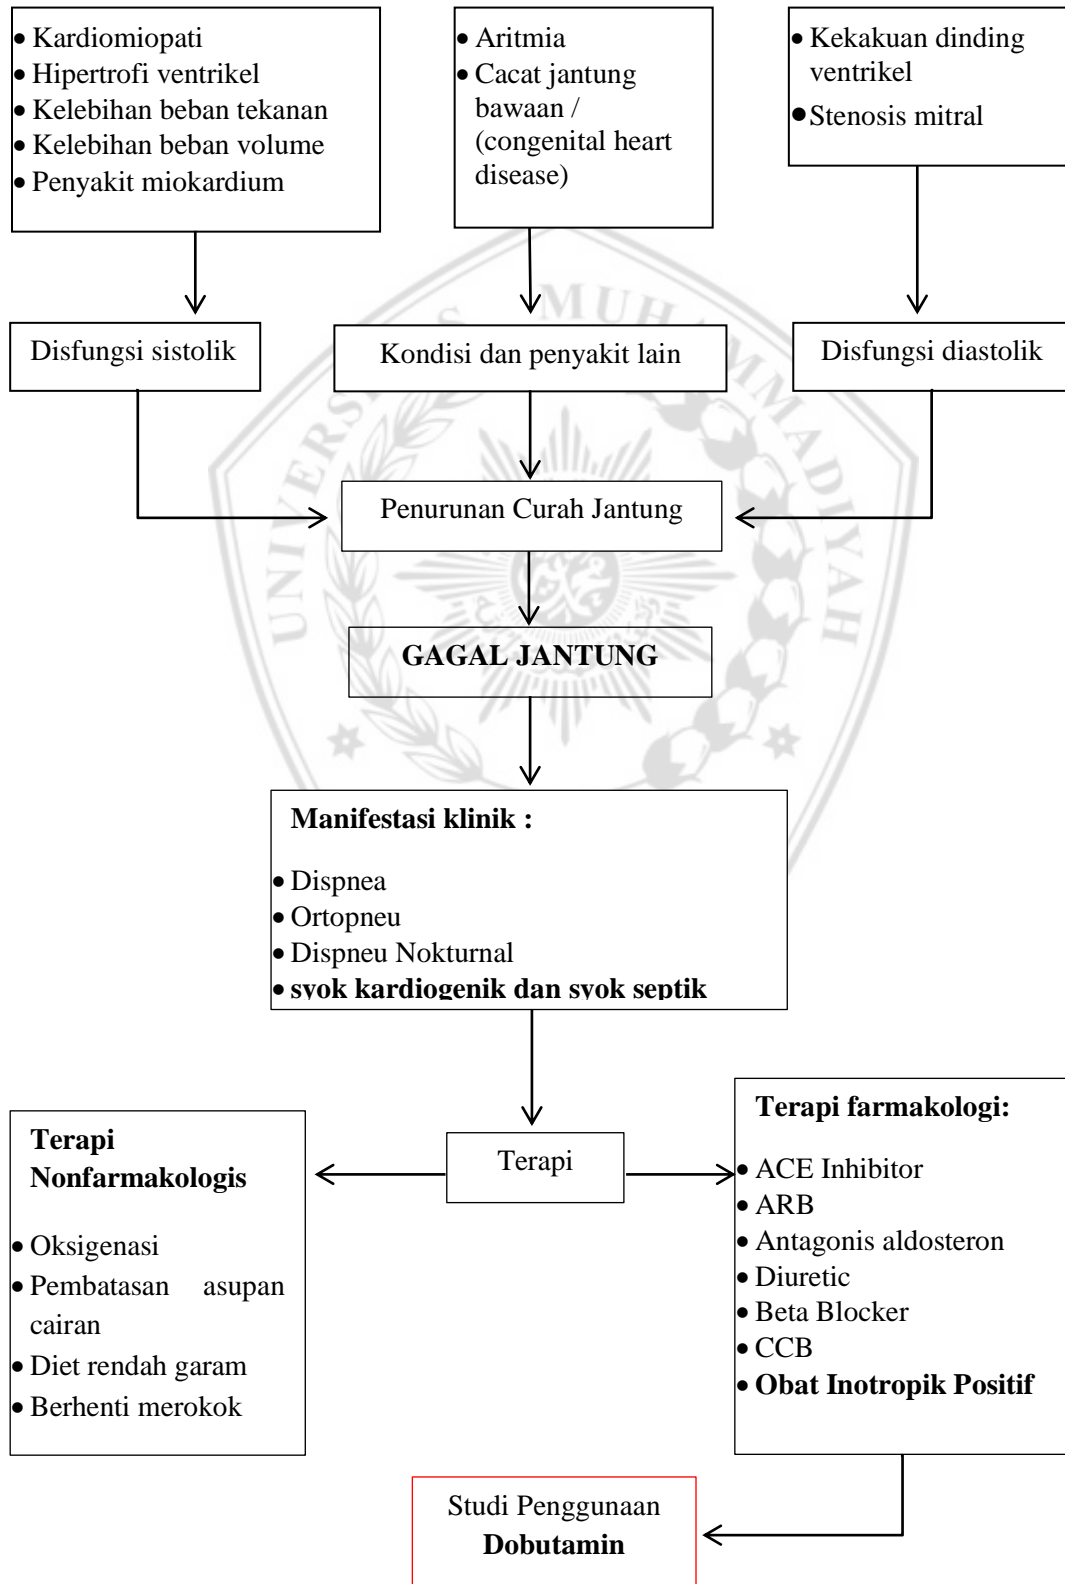 • Kardiomiopati
• Hipertrofi ventrikel
• Kelebihan beban tekanan
• Kelebihan beban volume
• Penyakit miokardium
• Aritmia
• Cacat jantung
bawaan /
(congenital heart
disease)
• Kekakuan dinding
ventrikel
• Stenosis mitral
Disfungsi sistolik
Kondisi dan penyakit lain
Disfungsi diastolik
Penurunan Curah Jantung
GAGAL JANTUNG
Manifestasi klinik :
• Dispnea
• Ortopneu
• Dispneu Nokturnal
• syok kardiogenik dan syok septik
Terapi
Terapi
Nonfarmakologis
• Oksigenasi
• Pembatasan asupan
cairan
• Diet rendah garam
• Berhenti merokok
Terapi farmakologi:
• ACE Inhibitor
• ARB
• Antagonis aldosteron
• Diuretic
• Beta Blocker
• CCB
• Obat Inotropik Positif
Studi Penggunaan
Dobutamin
UNIVERSITAS MUHAMMADIYAH